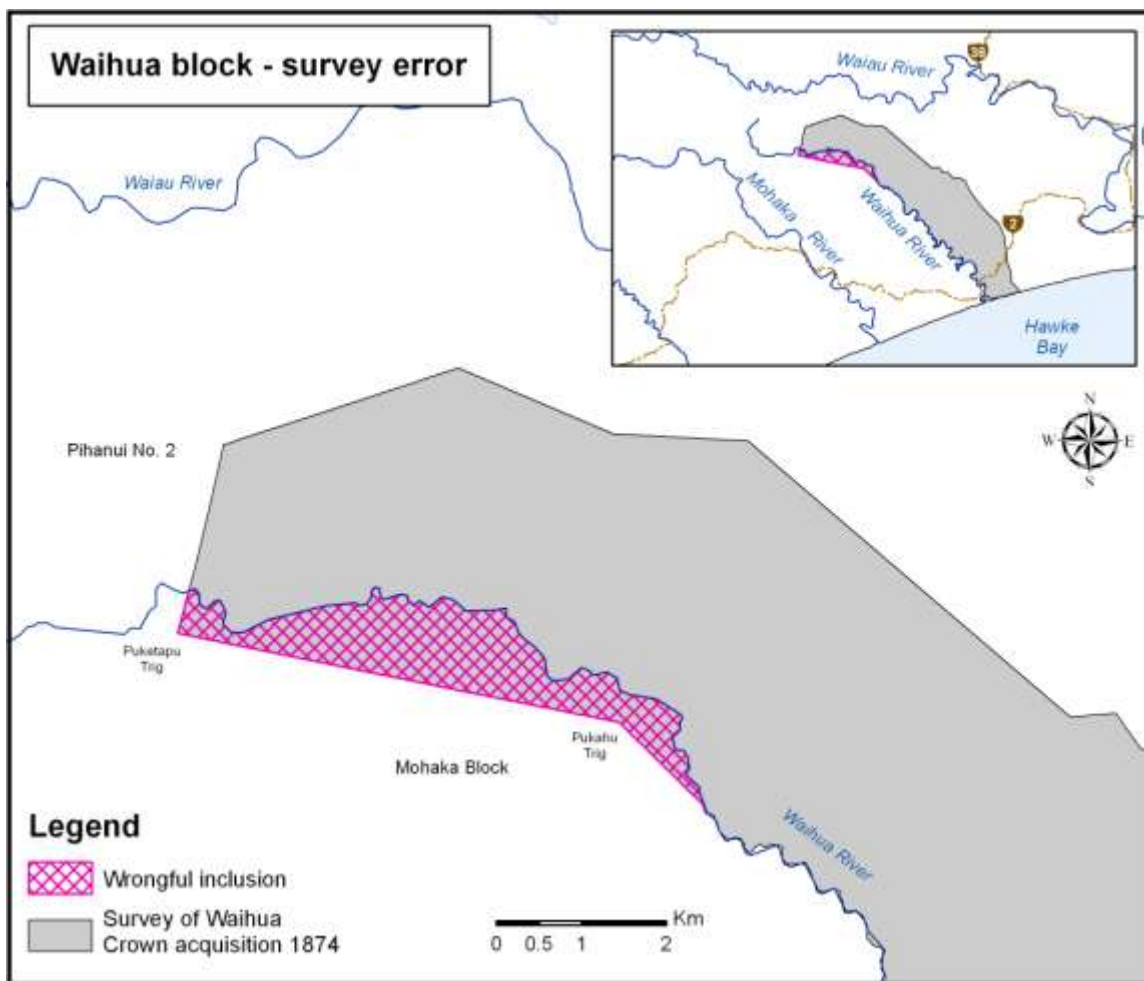 Waihua block - survey error
Waiau River
Waiau River
38
Mohaka River
Waihua River
2
Hawke
Bay
N
W
E
S
Pihanui No. 2
Puketapu
Trig
Pukahu
Trig
Mohaka Block
Waihua River
Legend
Wrongful inclusion
Survey of Waihua
Crown acquisition 1874
Km
0 0.5 1 2